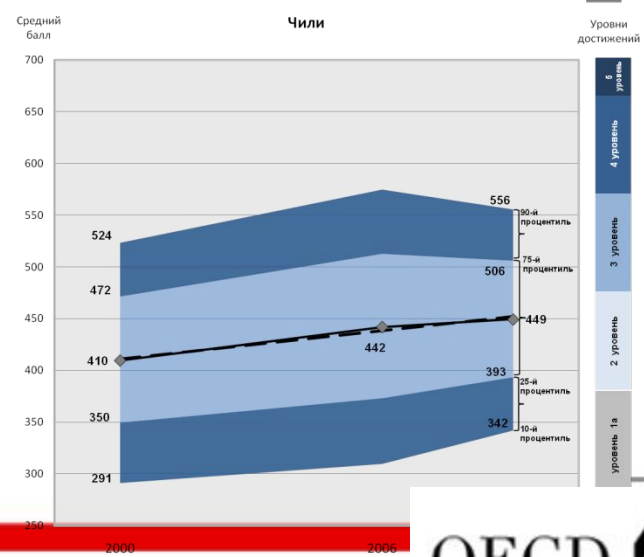 Средний
балл
Чили
Уровни
достижений
700
650
600
550
500
450
400
350
300
250
524
472
410
350
291
442
556
506
449
393
342
90-й
процентиль
75-й
процентиль
25-й
процентиль
10-й
процентиль
5
уровень
4 уровень
3 уровень
2 уровень
уровень 1a
2000
2006
OECD